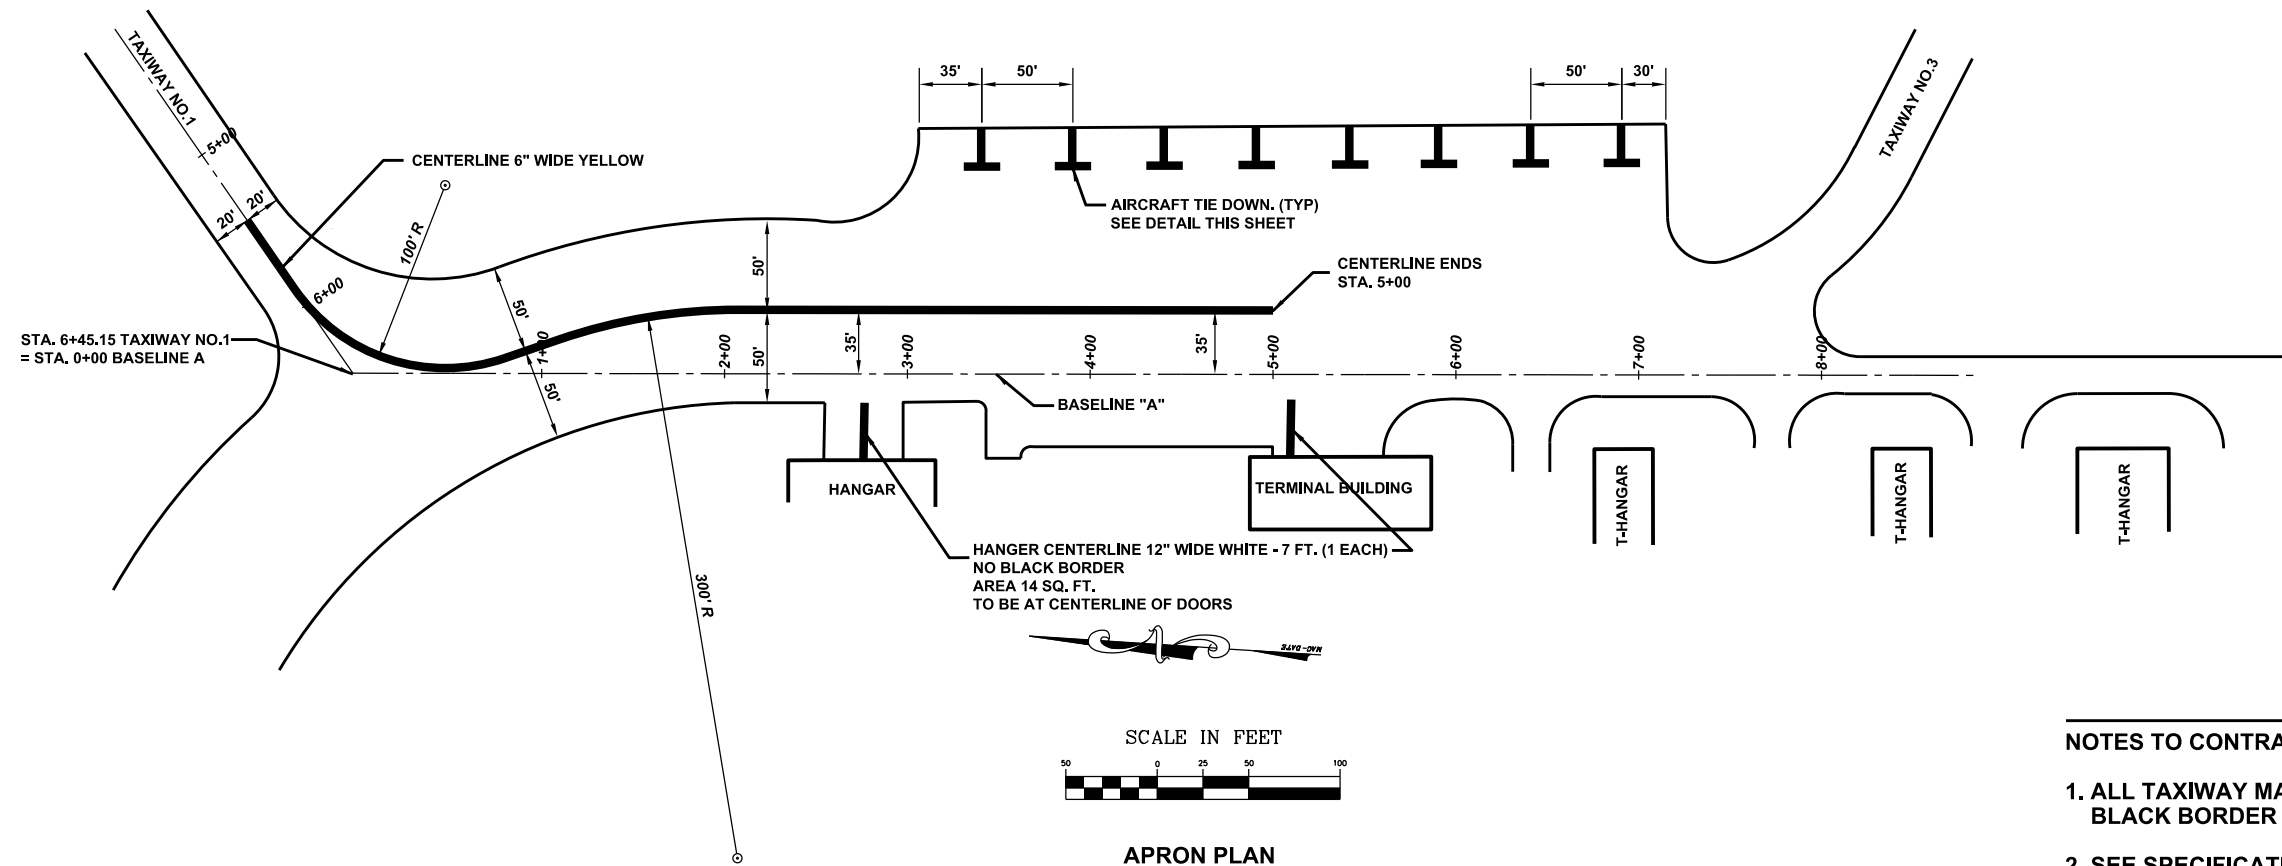 TAXIWAY NO.1
5+00
20'
20'
CENTERLINE 6" WIDE YELLOW
100' R
6+00
STA. 6+45.15 TAXIWAY NO.1
= STA. 0+00 BASELINE A
35'
50'
50'
30'
TAXIWAY NO.3
AIRCRAFT TIE DOWN. (TYP)
SEE DETAIL THIS SHEET
CENTERLINE ENDS
STA. 5+00
50'
50'
50'
50'
35'
35'
1+00
2+00
3+00
4+00
5+00
6+00
7+00
8+00
BASELINE "A"
HANGAR
TERMINAL BUILDING
T-HANGAR
T-HANGAR
T-HANGAR
HANGER CENTERLINE 12" WIDE WHITE - 7 FT. (1 EACH)
NO BLACK BORDER
AREA 14 SQ. FT.
TO BE AT CENTERLINE OF DOORS
300' R
MAG-DATE
SCALE IN FEET
50 0 25 50 100
APRON PLAN
NOTES TO CONTRA
1. ALL TAXIWAY MA
BLACK BORDER
2. SEE SPECIFICATI